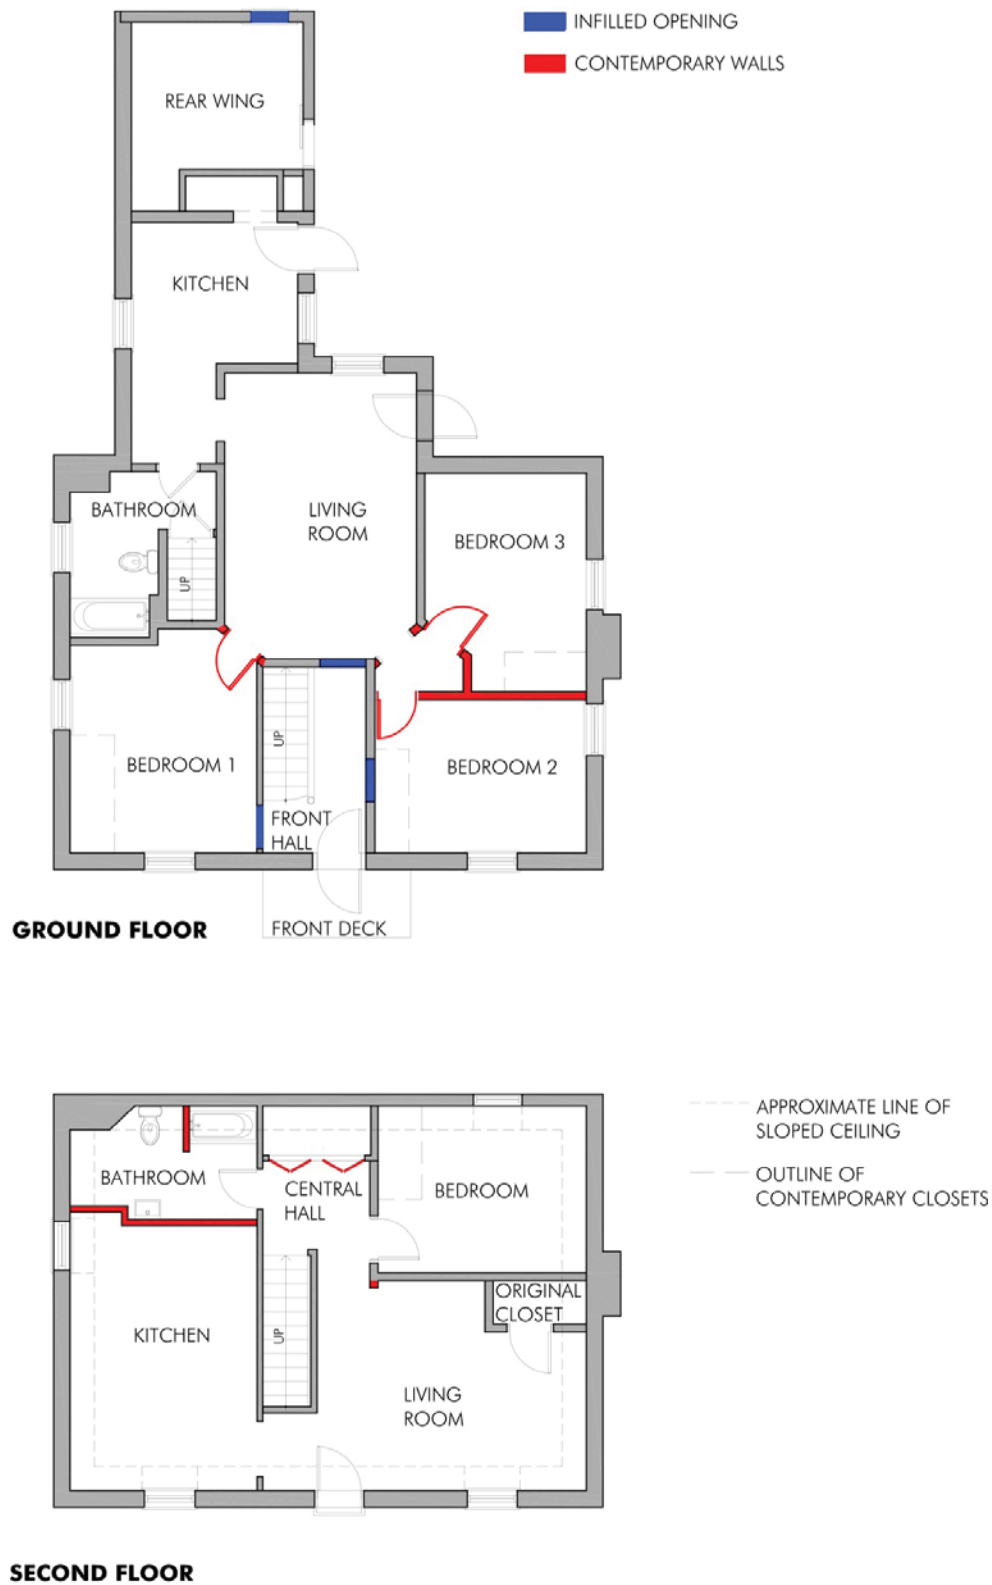 INFILLED OPENING
CONTEMPORARY WALLS
REAR WING
KITCHEN
BATHROOM
LIVING
ROOM
BEDROOM 3
UP
UP
BEDROOM 1
BEDROOM 2
FRONT
HALL
FRONT DECK
GROUND FLOOR
APPROXIMATE LINE OF
SLOPED CEILING
OUTLINE OF
CONTEMPORARY CLOSETS
BATHROOM
CENTRAL
HALL
BEDROOM
ORIGINAL
CLOSET
KITCHEN
UP
LIVING
ROOM
SECOND FLOOR